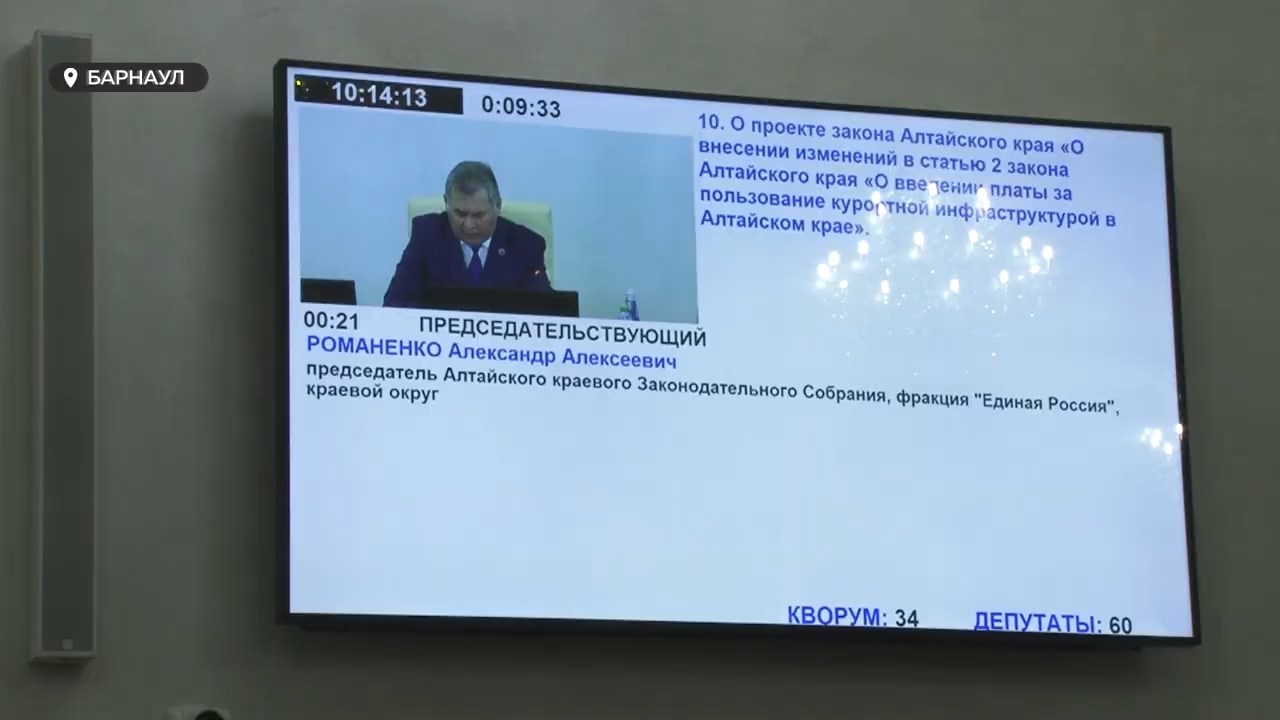 БАРНАУЛ
10:14:13
0:09:33
10. О проекте закона Алтайского края «О
внесении изменений в статью 2 закона
Алтайского края «О введении платы за
пользование курортной инфраструктурой в
Алтайском крае».
00:21
ПРЕДСЕДАТЕЛЬСТВУЮЩИЙ
РОМАНЕНКО Александр Алексеевич
председатель Алтайского краевого Законодательного Собрания, фракция "Единая Россия",
краевой округ
КВОРУМ: 34
ДЕПУТАТЫ: 60